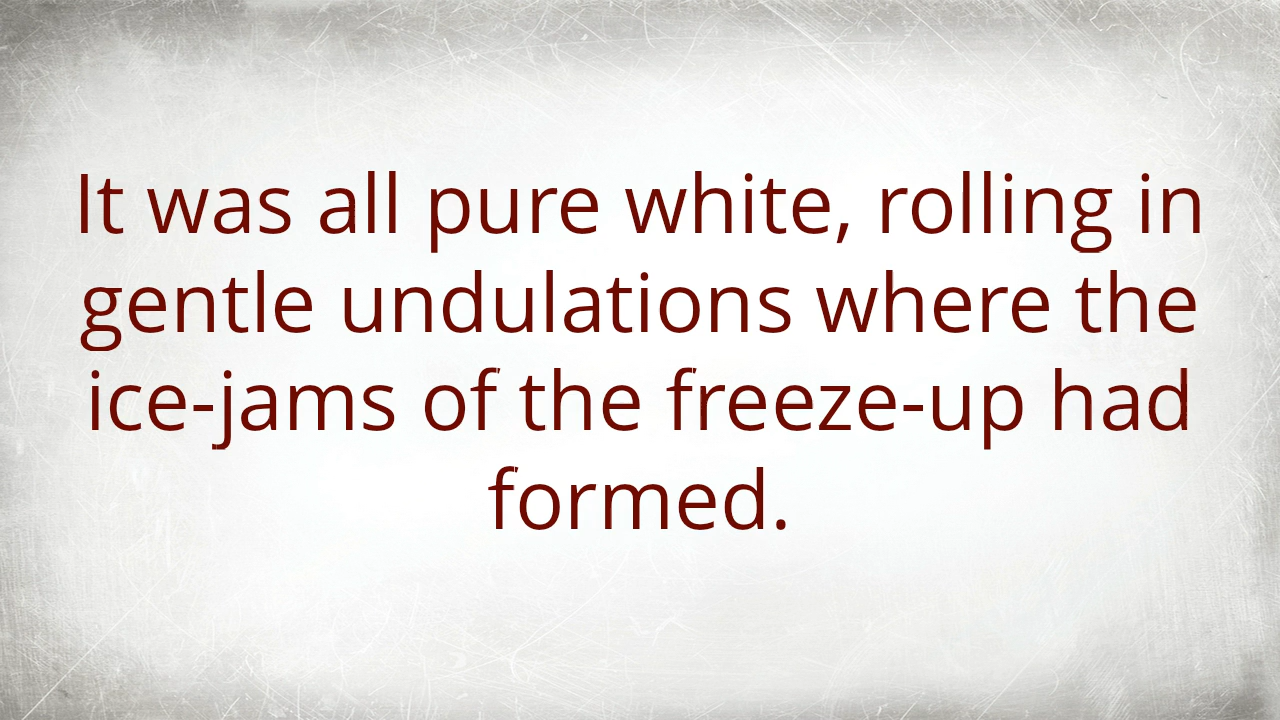 It was all pure white, rolling in
gentle undulations where the
ice-jams of the freeze-up had
formed.